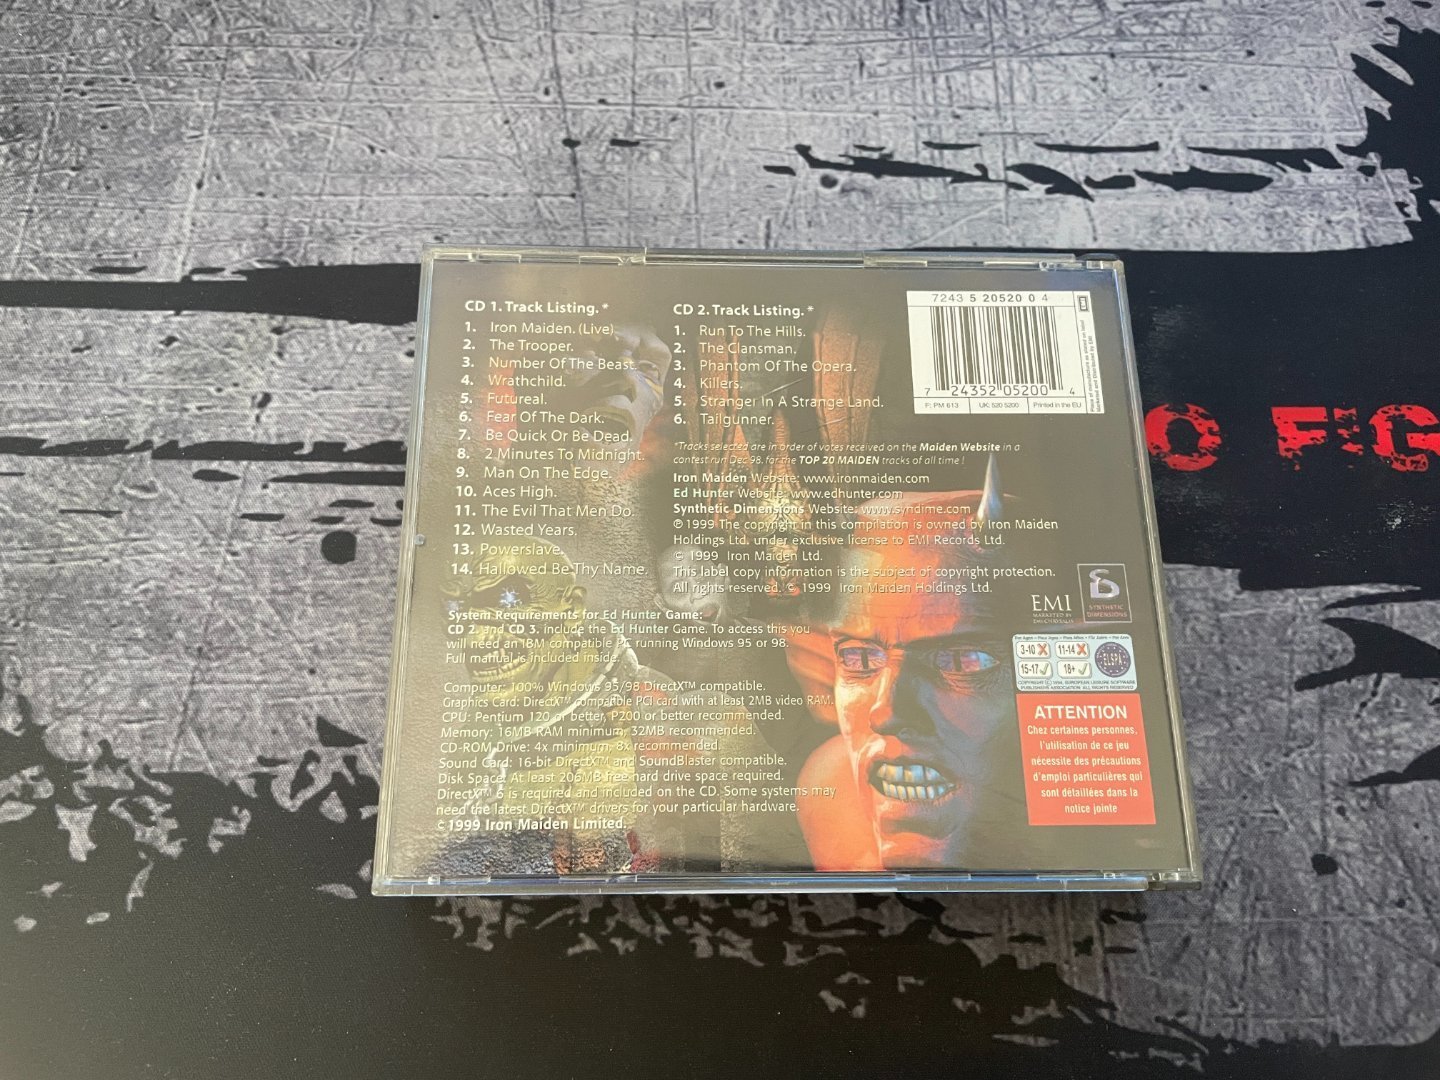 CD 1. Track Listing. *
1. Iron Maiden. (Live)
2. The Trooper.
3. Number Of The Beast.
4. Wrathchild.
5. Futureal.
6. Fear Of The Dark.
7. Be Quick Or Be Dead.
8. 2 Minutes To Midnight.
9. Man On The Edge.
10. Aces High.
11. The Evil That Men Do.
12. Wasted Years.
13. Powerslave.
14. Hallowed Be Thy Name.
CD 2. Track Listing. *
1. Run To The Hills.
2. The Clansman.
3. Phantom Of The Opera.
4. Killers.
5. Stranger In A Strange Land.
6. Tailgunner.
*Tracks selected are in order of votes received on the Maiden Website in a
contest run Dec 98. for the TOP 20 MAIDEN tracks of all time !
Iron Maiden Website: www.ironmaiden.com
Ed Hunter Website: www.edhunter.com
Synthetic Dimensions Website: www.syndime.com
℗ 1999 The copyright in this compilation is owned by Iron Maiden
Holdings Ltd. under exclusive license to EMI Records Ltd.
© 1999 Iron Maiden Ltd.
This label copy information is the subject of copyright protection.
All rights reserved. © 1999 Iron Maiden Holdings Ltd.
System Requirements for Ed Hunter Game:
CD 2. and CD 3. include the Ed Hunter Game. To access this you
will need an IBM compatible PC running Windows 95 or 98.
Full manual is included inside.
Computer: 100% Windows 95/98 DirectX™ compatible.
Graphics Card: DirectX™ compatible PCI card with at least 2MB video RAM.
CPU: Pentium 120 or better, P200 or better recommended.
Memory: 16MB RAM minimum, 32MB recommended.
CD-ROM Drive: 4x minimum, 8x recommended.
Sound Card: 16-bit DirectX™ and SoundBlaster compatible.
Disk Space: At least 206MB free hard drive space required.
DirectX™ 6 is required and included on the CD. Some systems may
need the latest DirectX™ drivers for your particular hardware.
© 1999 Iron Maiden Limited.
7243 5 20520 0 4
7 24352 05200 4
F: PM 613 UK: 520 5200 Printed in the EU
EMI
MARKETED BY
SYNTHETIC
DIMENSIONS
3-10 11-14
15-17 18+
ELSPA
ATTENTION
Chez certaines personnes,
l'utilisation de ce jeu
nécessite des précautions
d'emploi particulières qui
sont détaillées dans la
notice jointe
O FIG